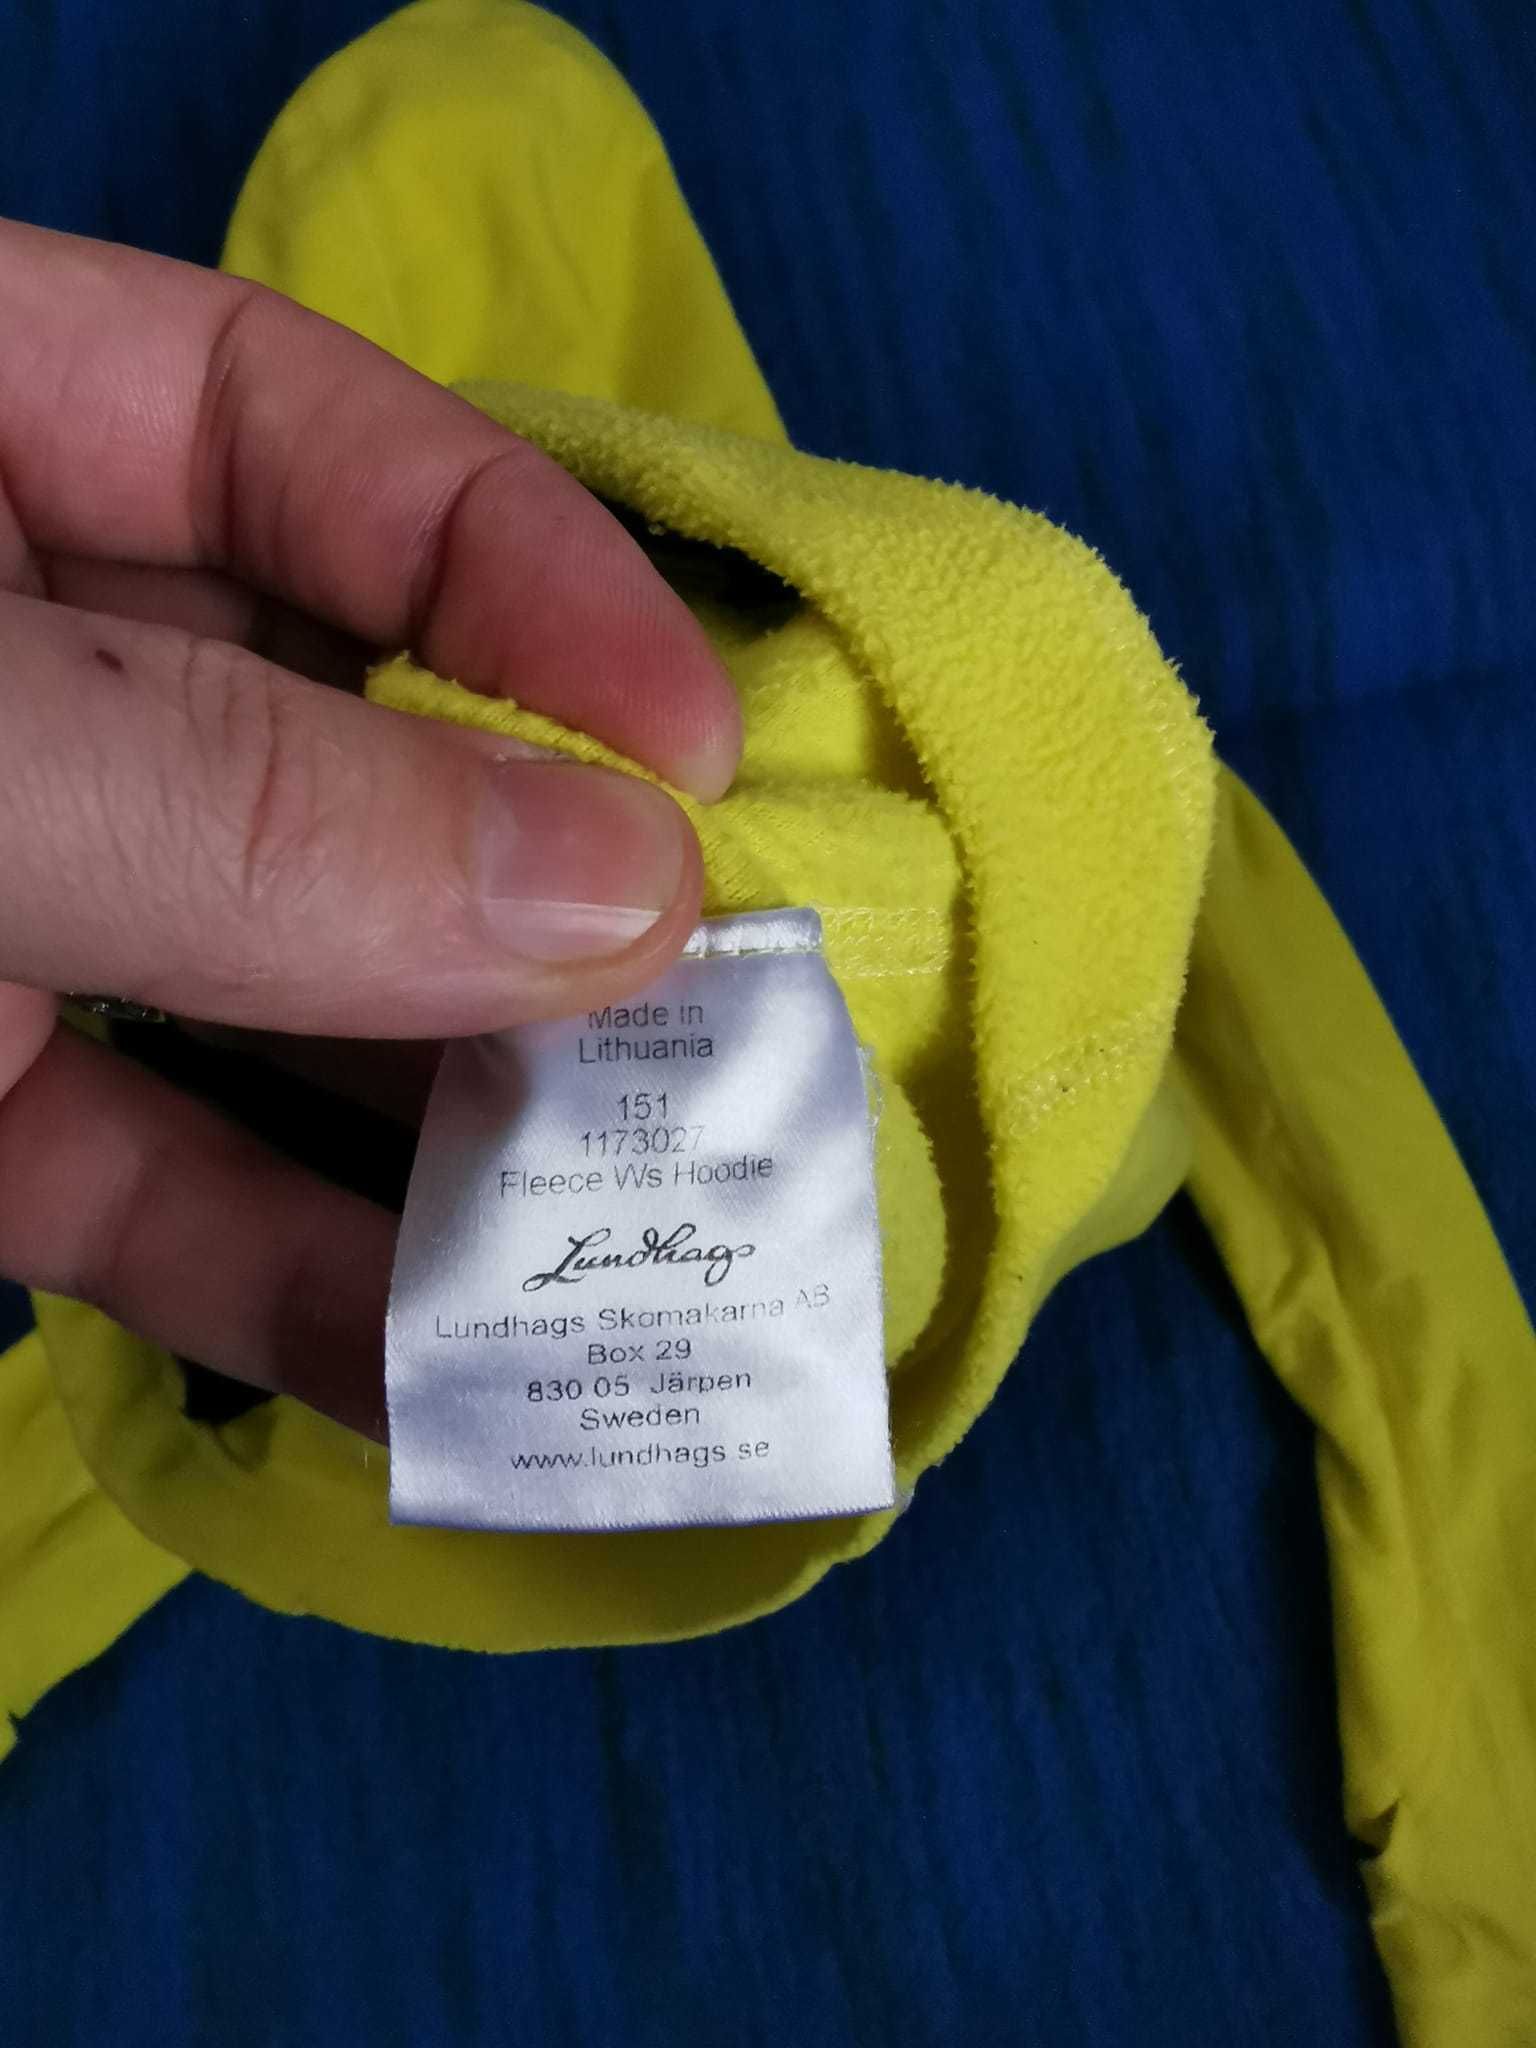 Made in
Lithuania
151
1173027
Fleece Ws Hoodie
Lundhags
Lundhags Skomakarna AB
Box 29
830 05 Järpen
Sweden
www.lundhags.se